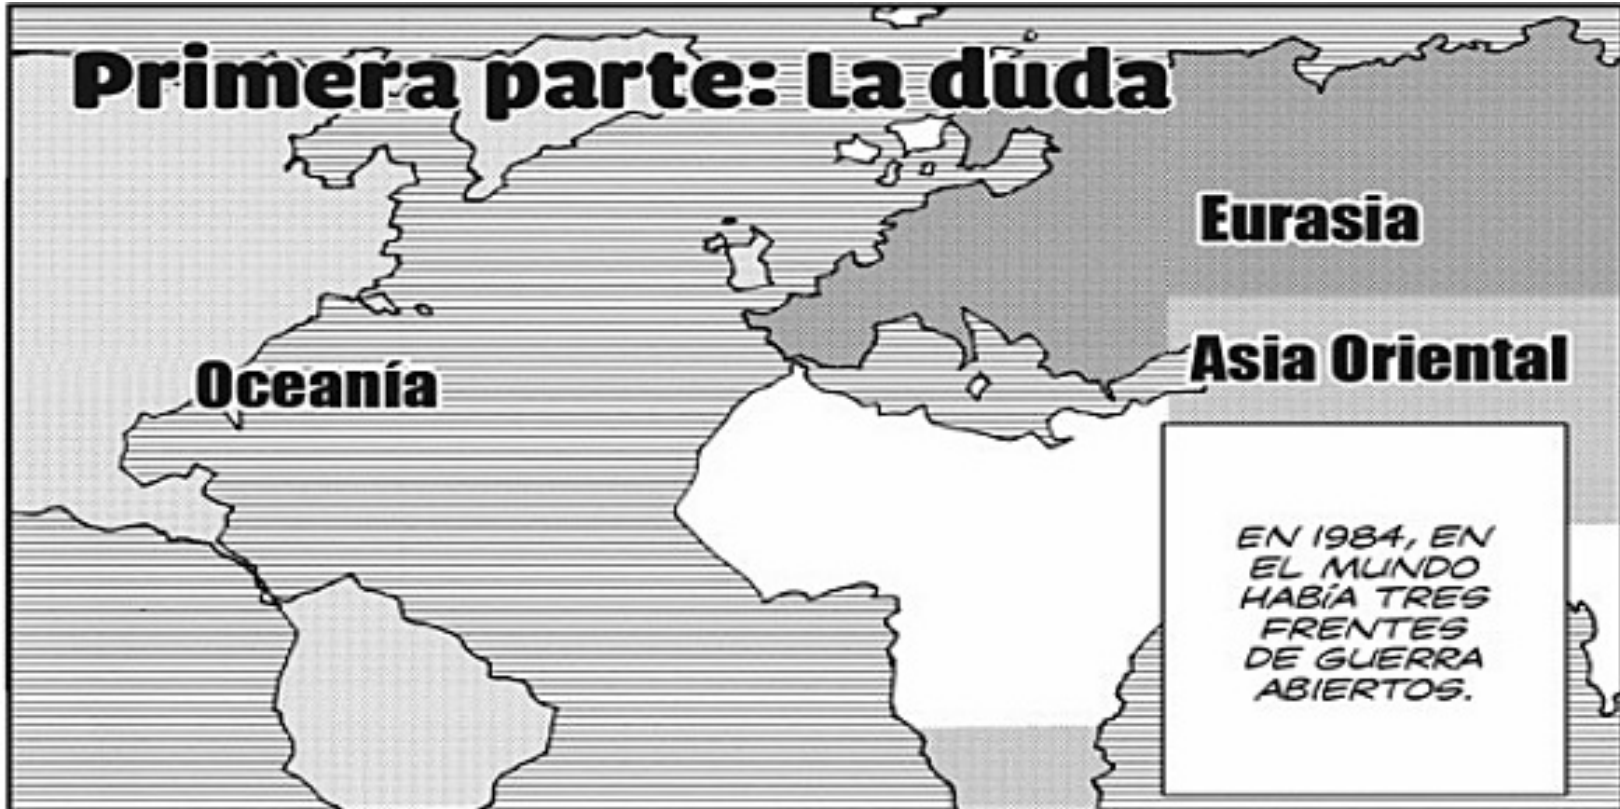 Primera parte: La duda
Eurasia
Asia Oriental
Oceanía
EN 1984, EN
EL MUNDO
HABÍA TRES
FRENTES
DE GUERRA
ABIERTOS.